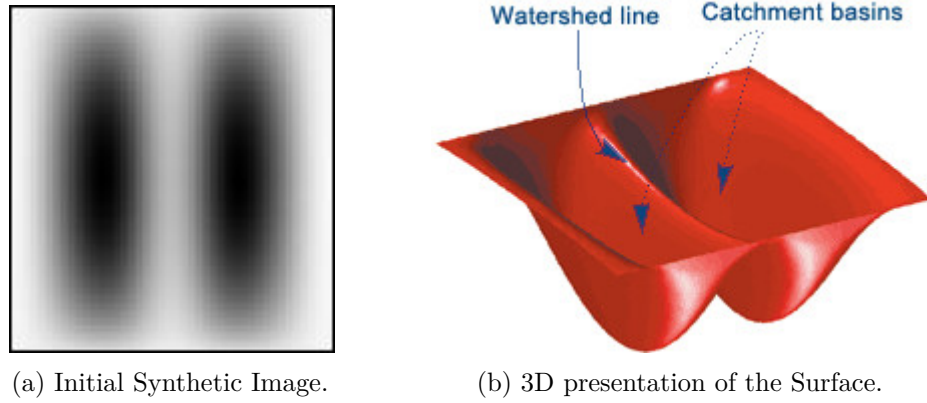 Watershed line
Catchment basins
(a) Initial Synthetic Image.
(b) 3D presentation of the Surface.